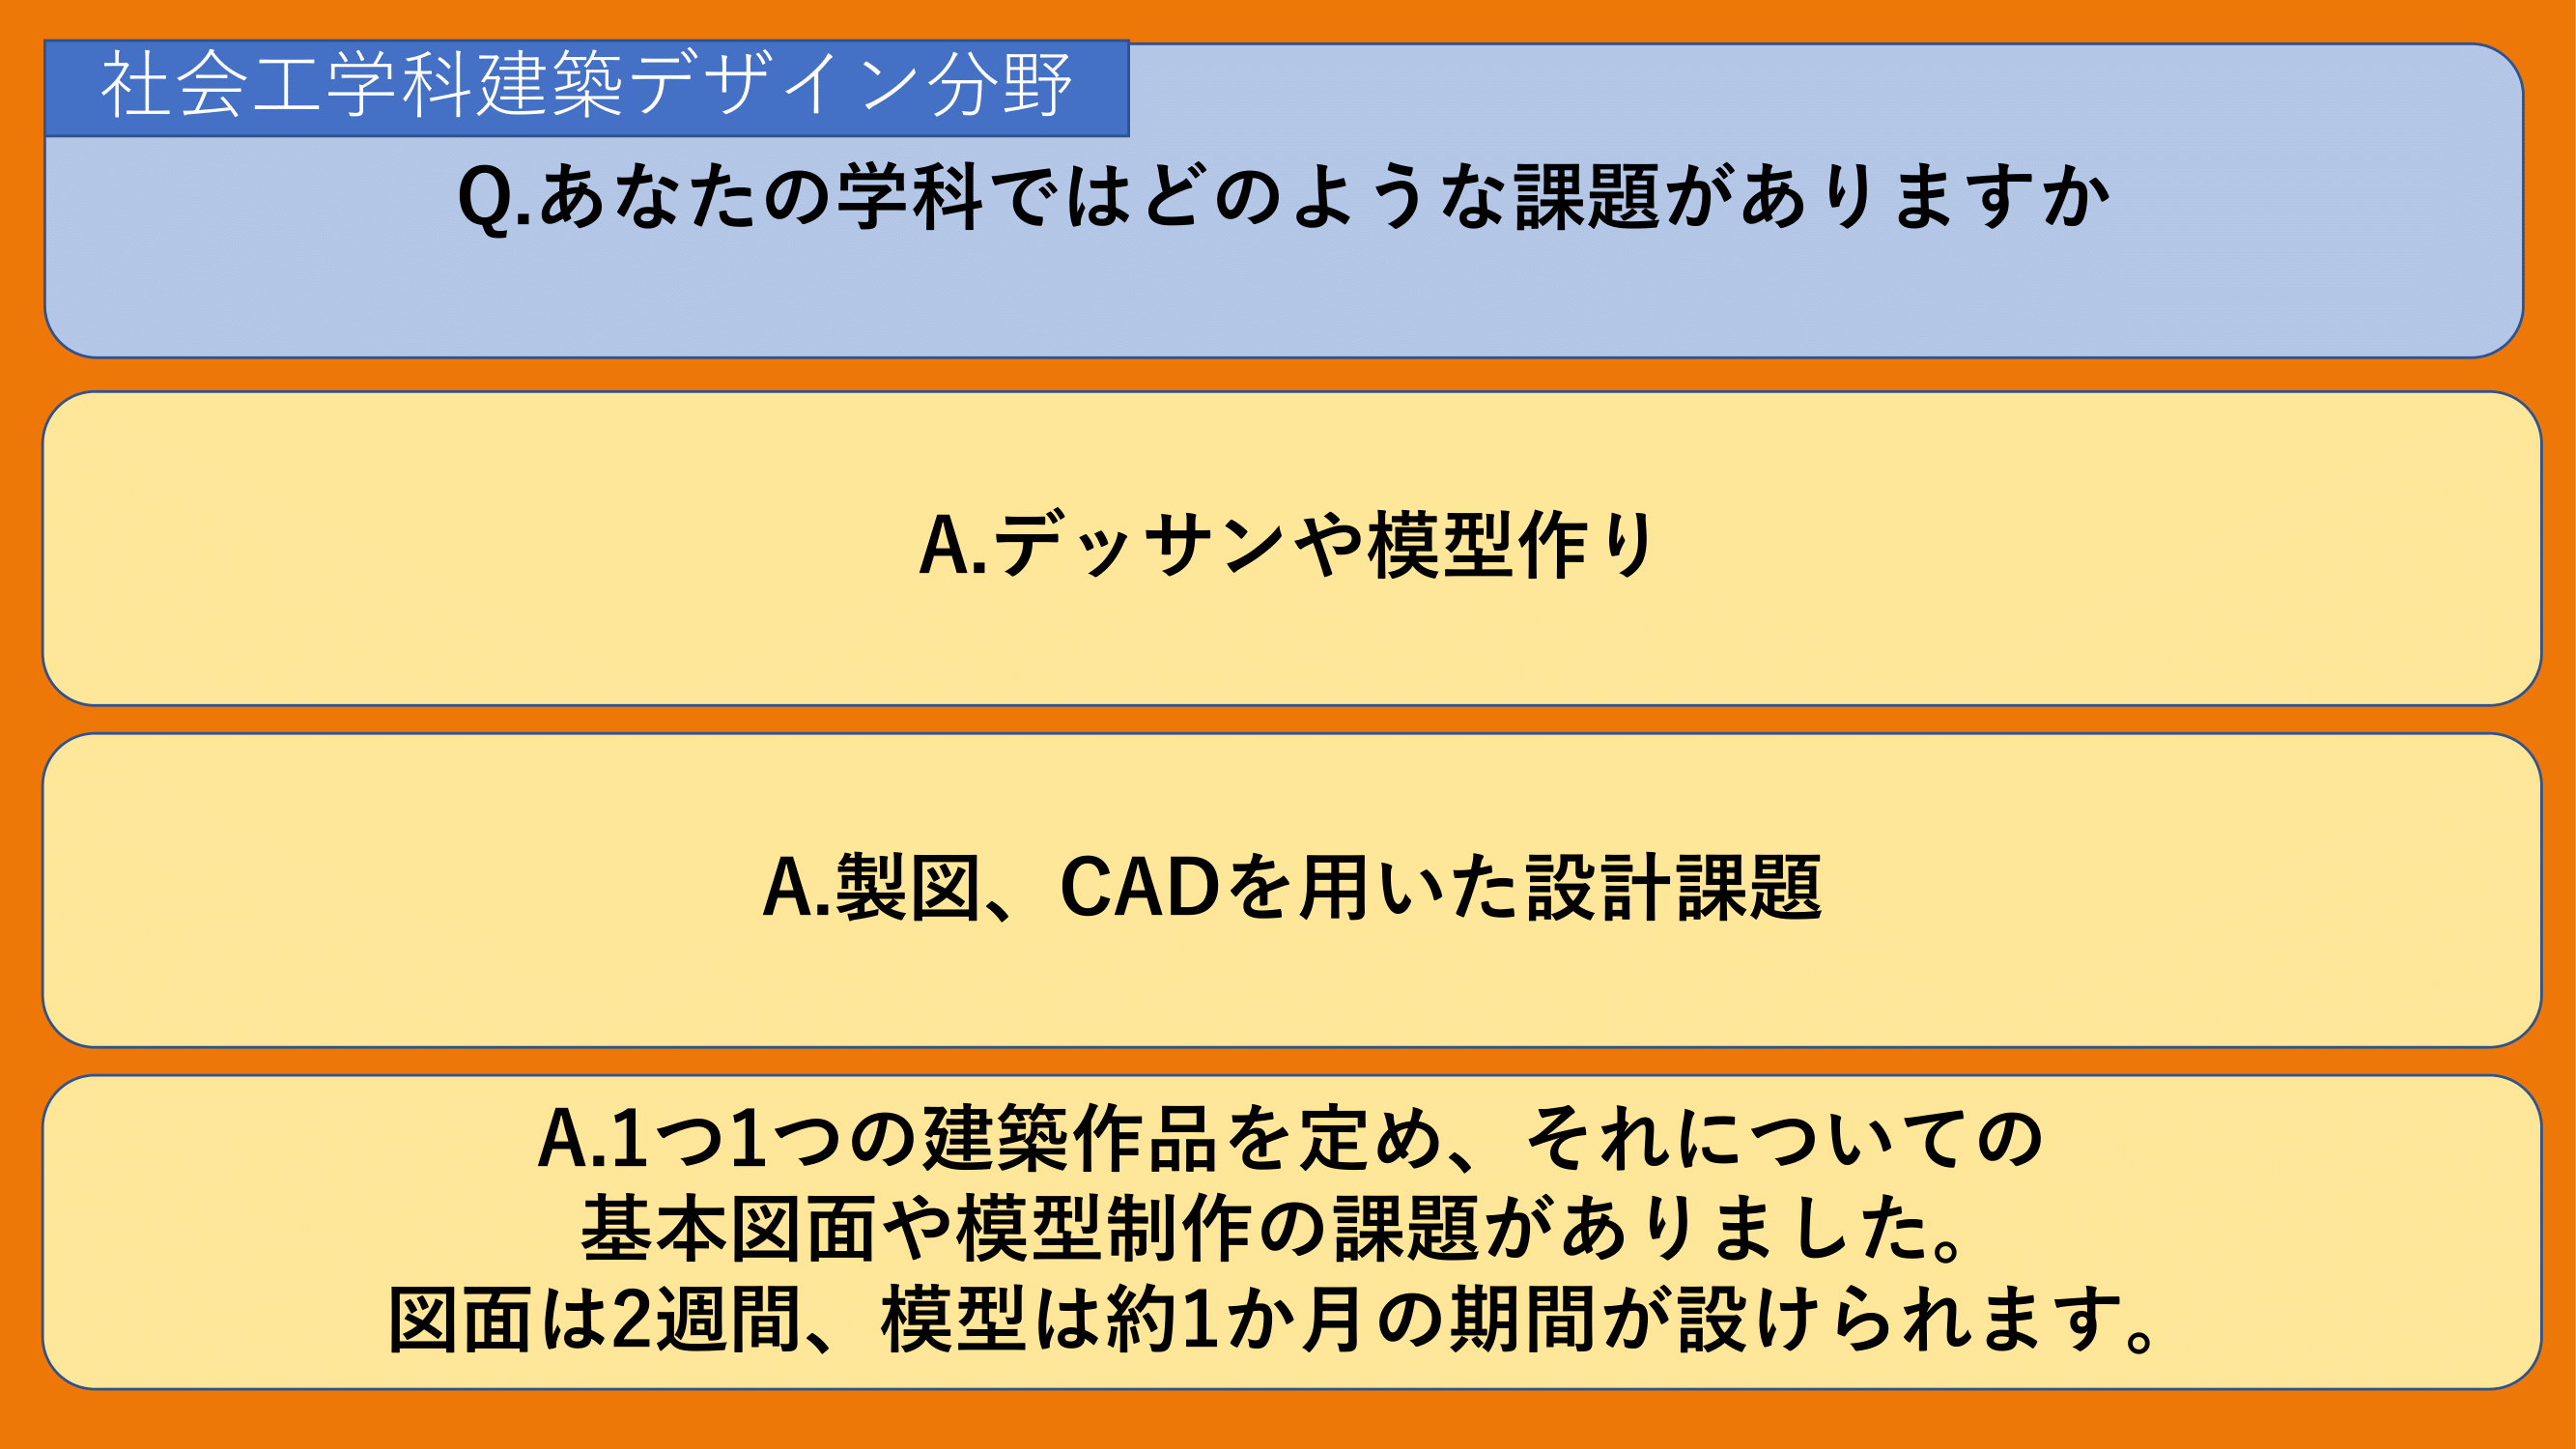 社会工学科建築デザイン分野
Q.あなたの学科ではどのような課題がありますか
A.デッサンや模型作り
A.製図、CADを用いた設計課題
A.1つ1つの建築作品を定め、それについての
基本図面や模型制作の課題がありました。
図面は2週間、模型は約1か月の期間が設けられます。